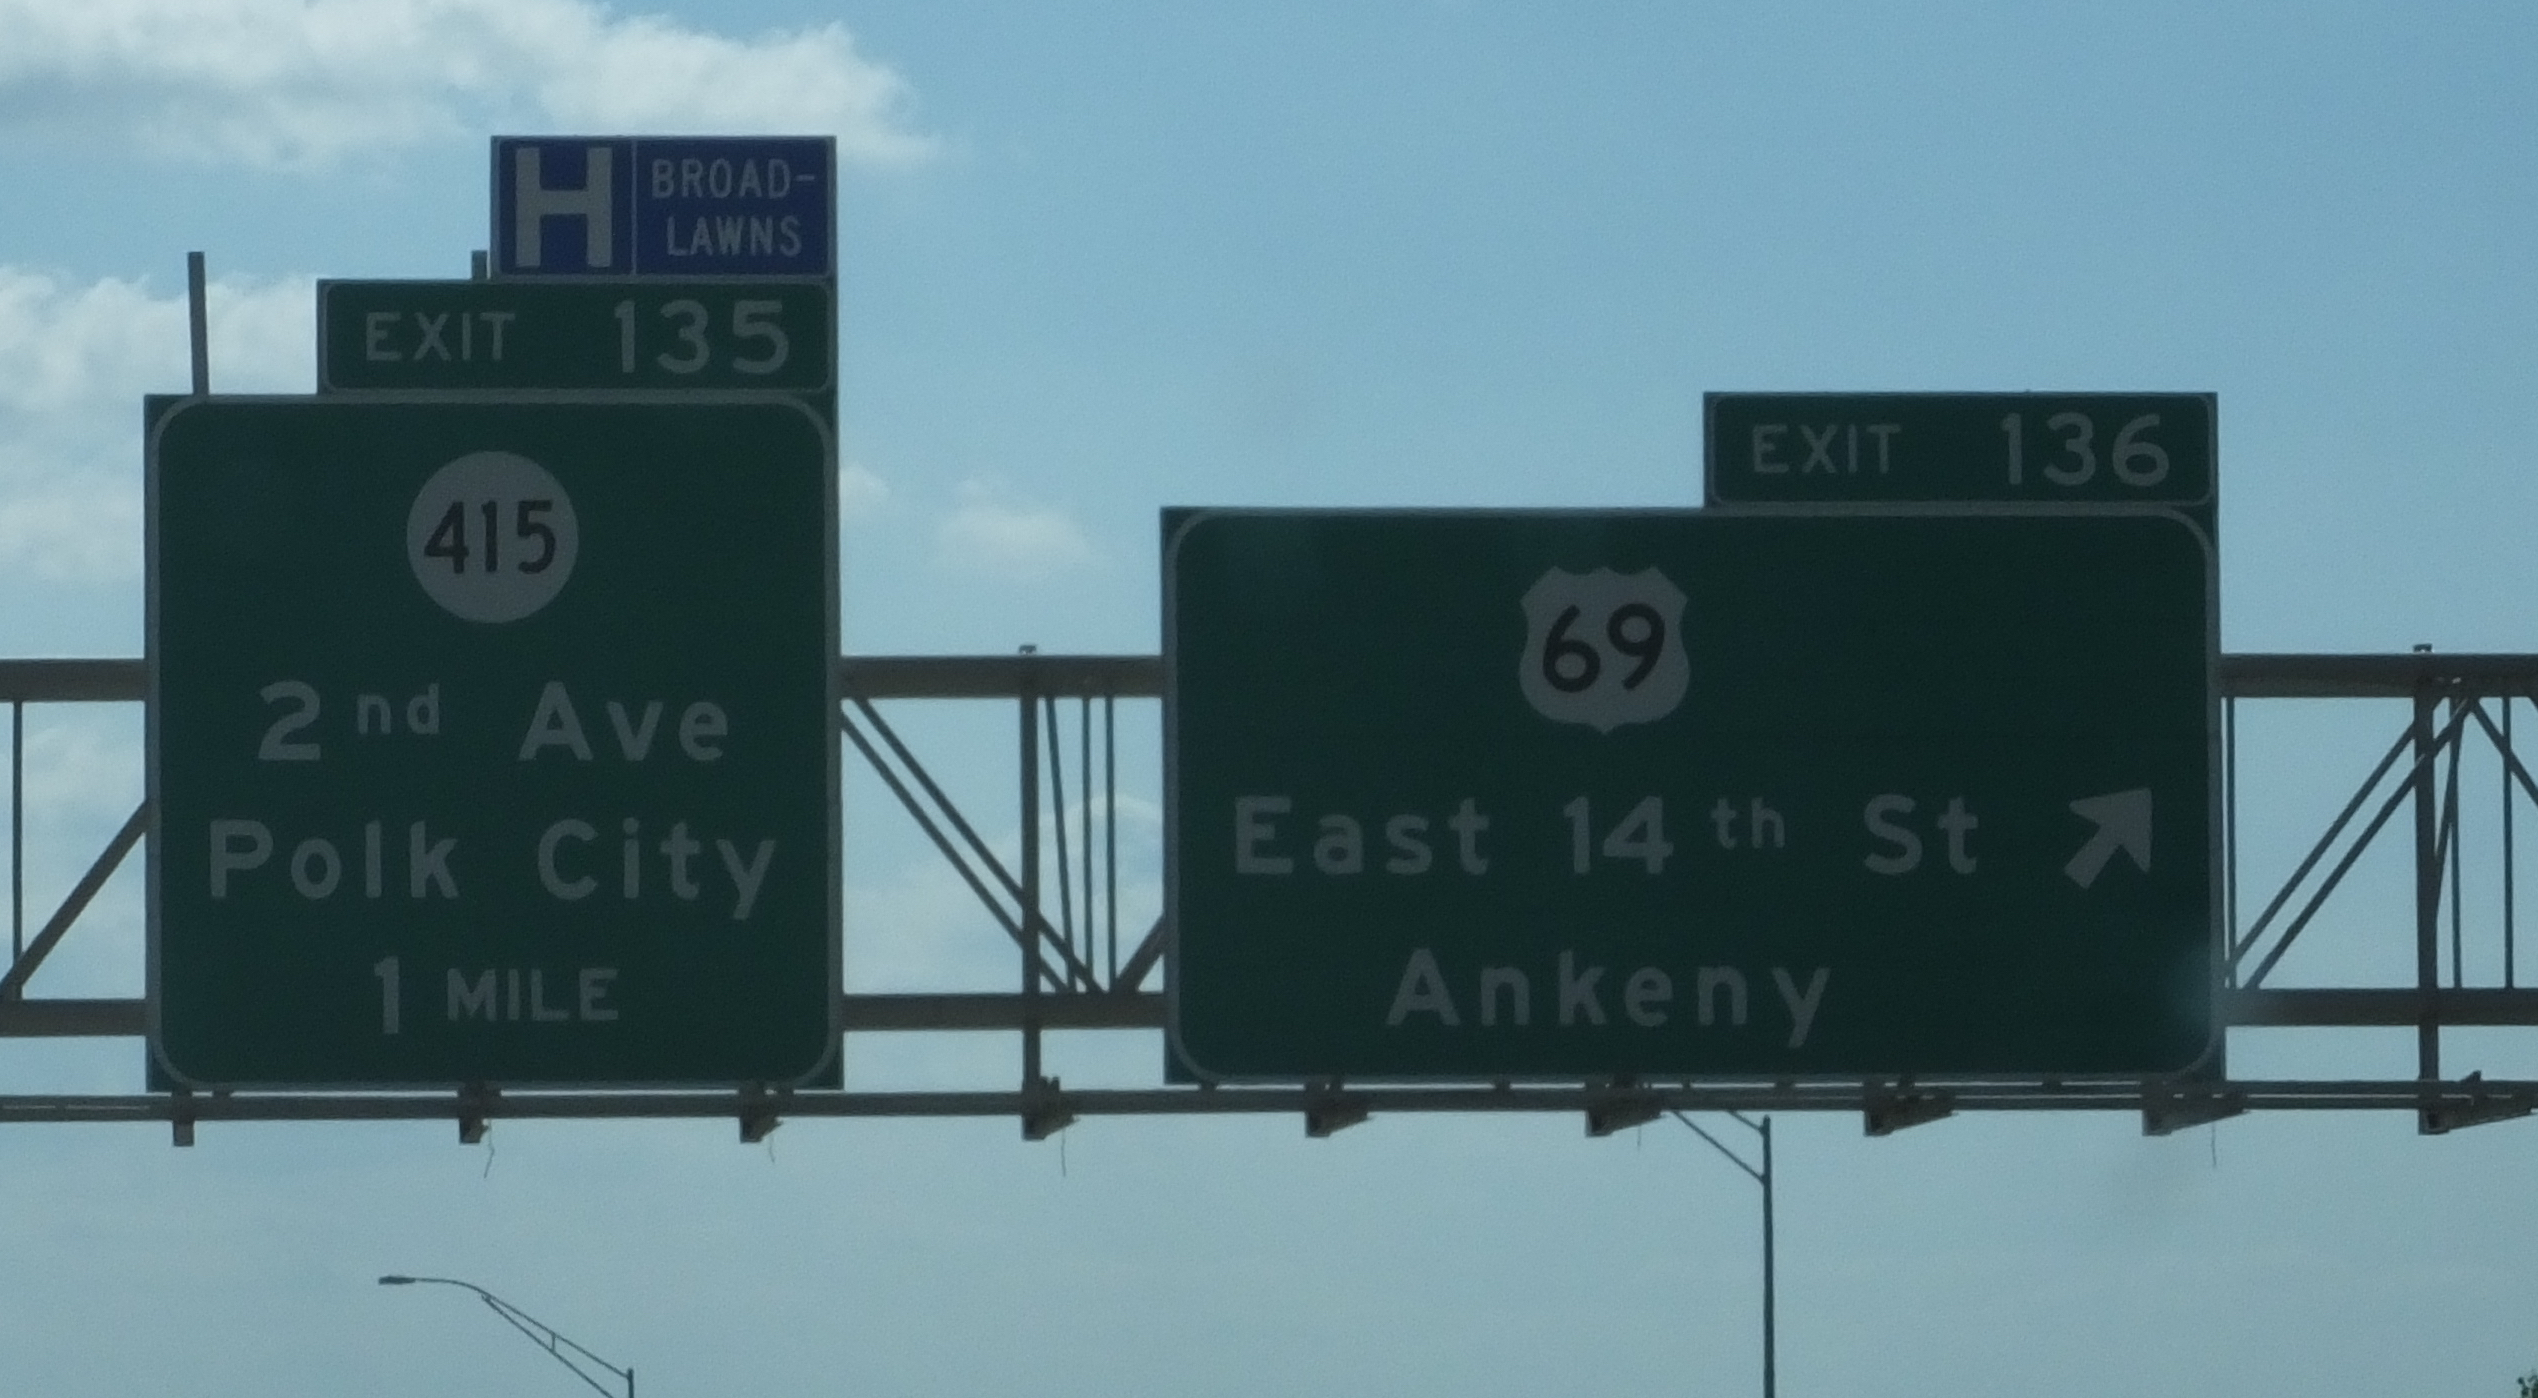 H BROAD-
LAWNS
EXIT 135
415
2nd Ave
Polk City
1 MILE
EXIT 136
69
East 14th St
Ankeny